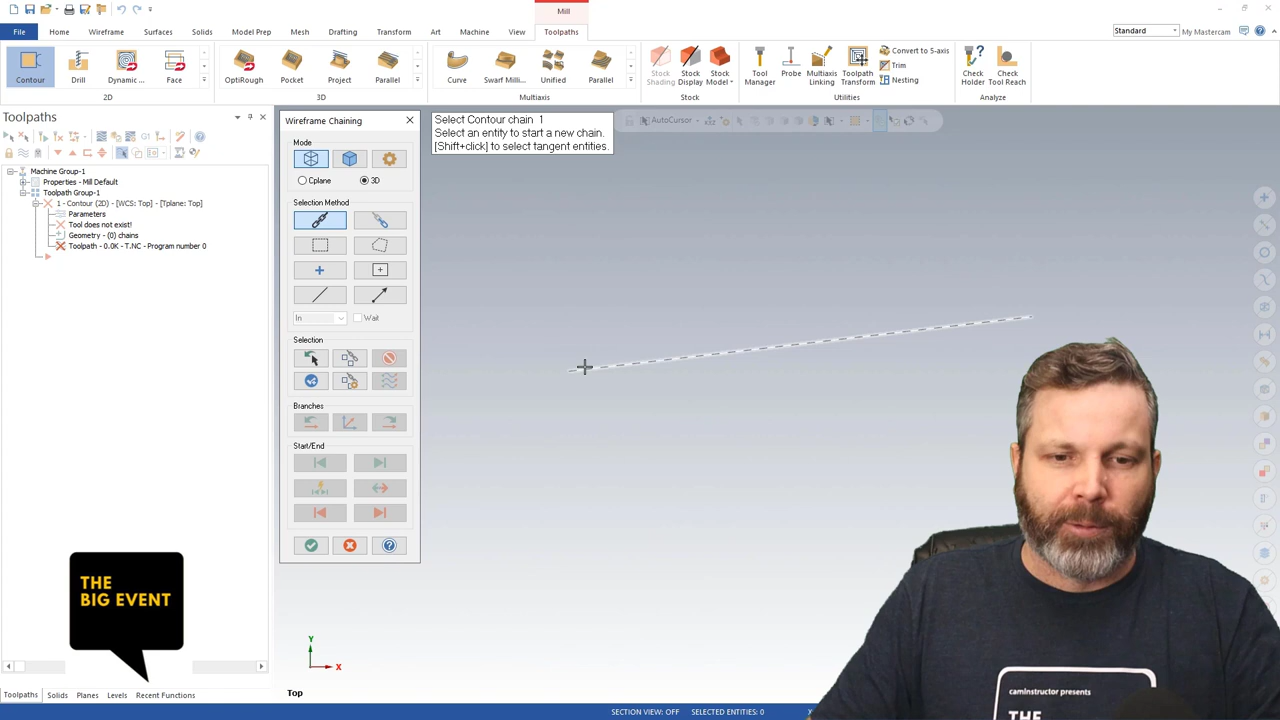 Mill
Standard
My Mastercam
File
Home
Wireframe
Surfaces
Solids
Model Prep
Mesh
Drafting
Transform
Art
Machine
View
Toolpaths
Contour
Drill
Dynamic ...
Face
OptiRough
Pocket
Project
Parallel
Curve
Swarf Milli...
Unified
Parallel
Stock Shading
Stock Display
Stock Model
Tool Manager
Probe
Multiaxis Linking
Toolpath Transform
Convert to 5-axis
Trim
Nesting
Check Holder
Check Tool Reach
2D
3D
Multiaxis
Stock
Utilities
Analyze
Toolpaths
Machine Group-1
Properties - Mill Default
Toolpath Group-1
1 - Contour (2D) - [WCS: Top] - [Tplane: Top]
Parameters
Tool does not exist!
Geometry - (0) chains
Toolpath - 0.0K - T.NC - Program number 0
Wireframe Chaining
Mode
Cplane
3D
Selection Method
In
Wait
Selection
Branches
Start/End
Select Contour chain 1
Select an entity to start a new chain.
[Shift+click] to select tangent entities.
AutoCursor
THE
BIG EVENT
Y
X
Top
caminstructor presents
THE
Toolpaths
Solids
Planes
Levels
Recent Functions
SECTION VIEW: OFF
SELECTED ENTITIES: 0